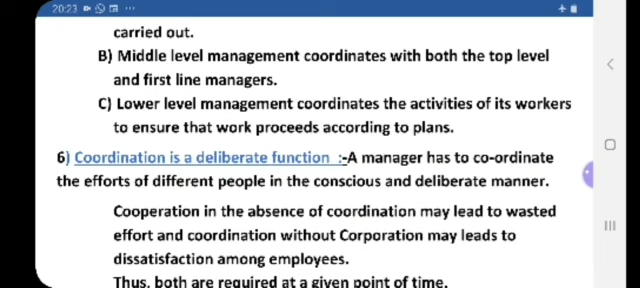 20:23
carried out.
B) Middle level management coordinates with both the top level
and first line managers.
C) Lower level management coordinates the activities of its workers
to ensure that work proceeds according to plans.
6) Coordination is a deliberate function :-A manager has to co-ordinate
the efforts of different people in the conscious and deliberate manner.
Cooperation in the absence of coordination may lead to wasted
effort and coordination without Corporation may leads to
dissatisfaction among employees.
Thus, both are required at a given point of time.